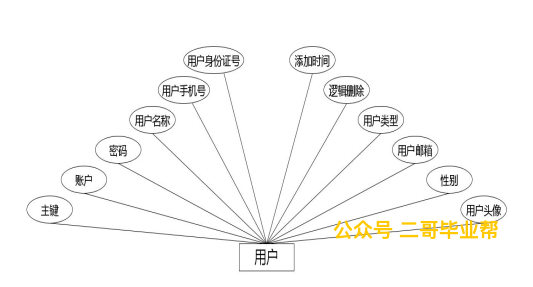 用户身份证号
添加时间
用户手机号
逻辑删除
用户名称
用户类型
密码
用户邮箱
账户
性别
主键
用户头像
公众号 二哥毕业帮
用户